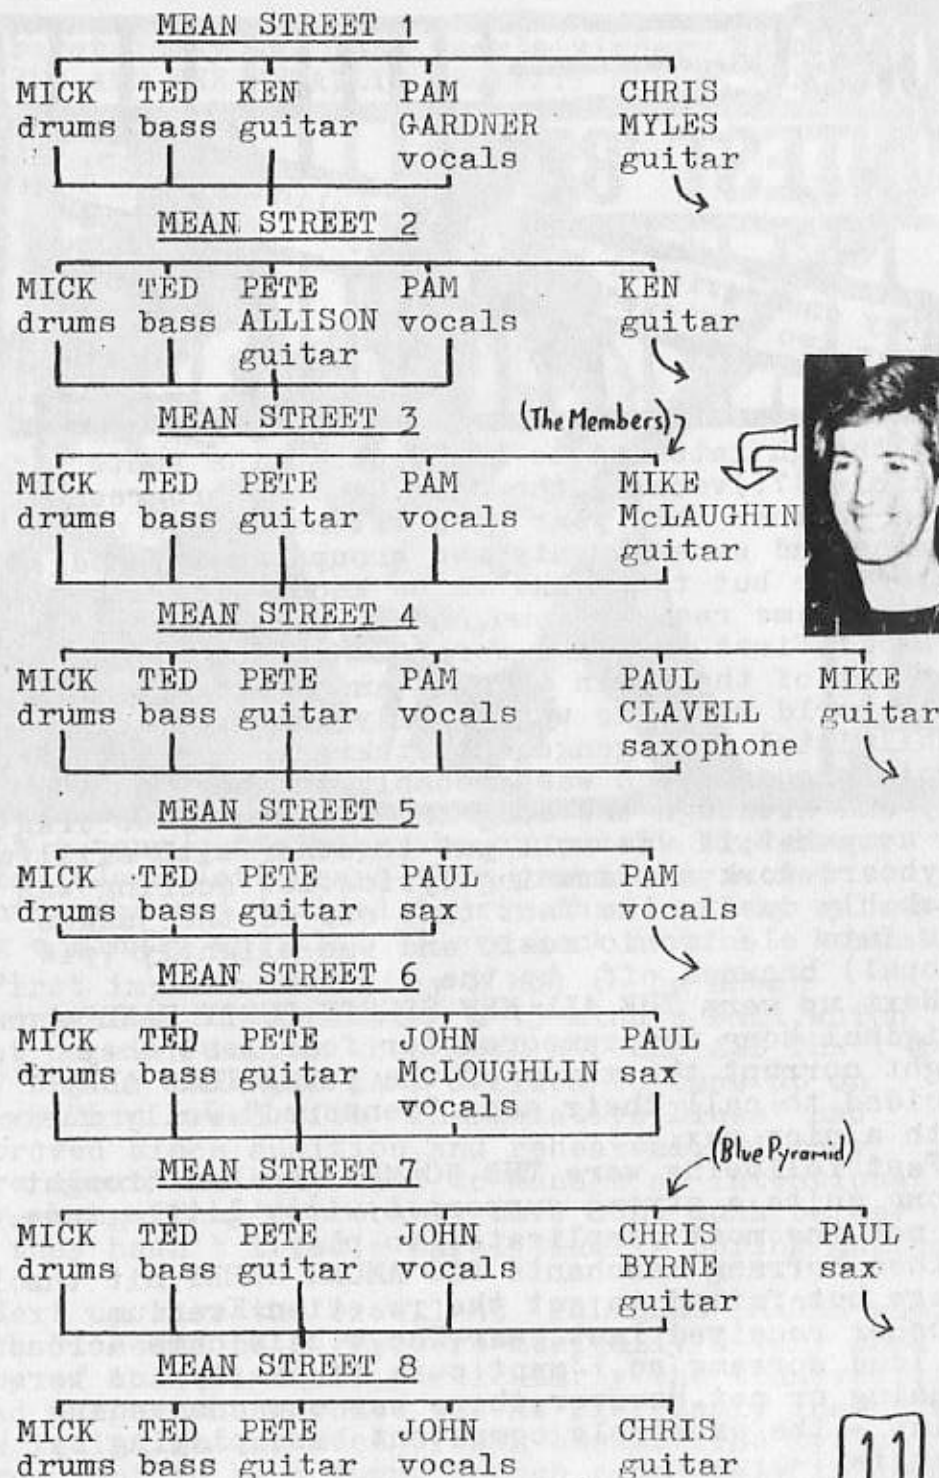 MEAN STREET 1
MICK TED KEN PAM CHRIS
drums bass guitar GARDNER MYLES
vocals guitar
MEAN STREET 2
MICK TED PETE PAM KEN
drums bass ALLISON vocals guitar
guitar
MEAN STREET 3 (The Members)
MICK TED PETE PAM MIKE
drums bass guitar vocals McLAUGHIN
guitar
MEAN STREET 4
MICK TED PETE PAM PAUL MIKE
drums bass guitar vocals CLAVELL guitar
saxophone
MEAN STREET 5
MICK TED PETE PAUL PAM
drums bass guitar sax vocals
MEAN STREET 6
MICK TED PETE JOHN PAUL
drums bass guitar McLOUGHLIN sax
vocals
MEAN STREET 7 (Blue Pyramid)
MICK TED PETE JOHN CHRIS PAUL
drums bass guitar vocals BYRNE sax
guitar
MEAN STREET 8
MICK TED PETE JOHN CHRIS
drums bass guitar vocals guitar
11